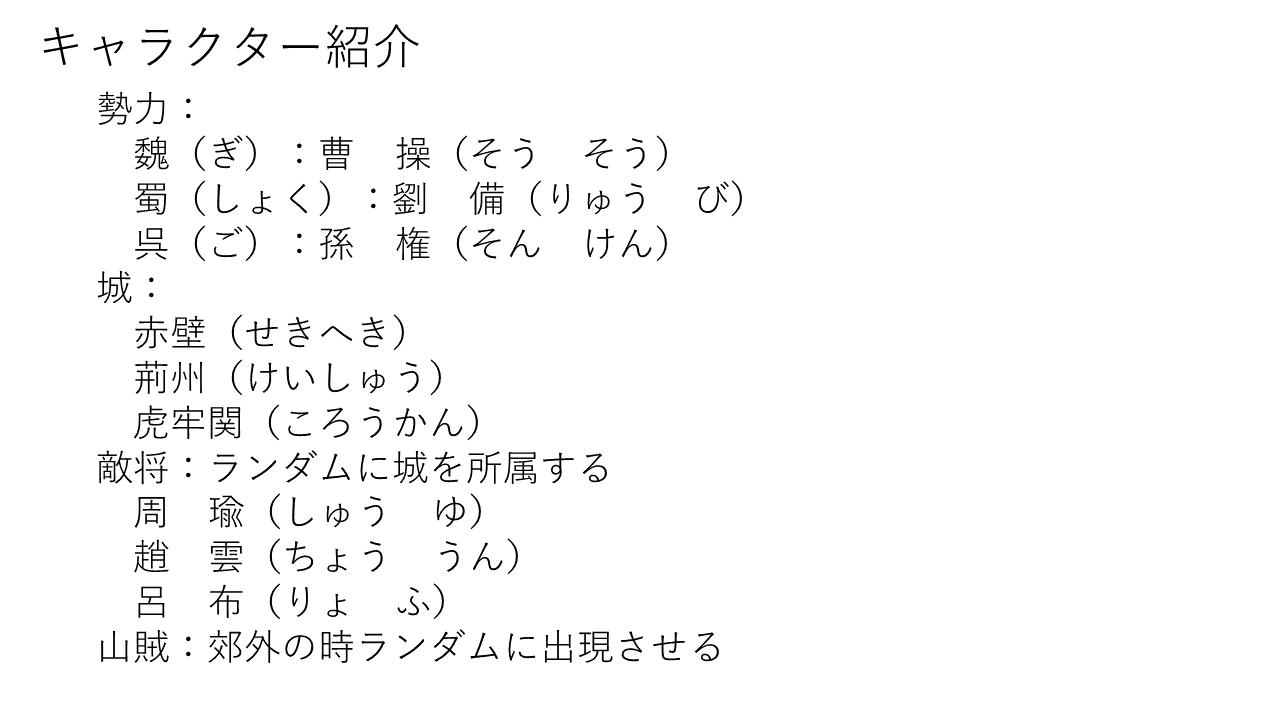 キャラクター紹介
勢力：
魏（ぎ）：曹　操（そう　そう）
蜀（しょく）：劉　備（りゅう　び）
呉（ご）：孫　権（そん　けん）
城：
赤壁（せきへき）
荊州（けいしゅう）
虎牢関（ころうかん）
敵将：ランダムに城を所属する
周　瑜（しゅう　ゆ）
趙　雲（ちょう　うん）
呂　布（りょ　ふ）
山賊：郊外の時ランダムに出現させる